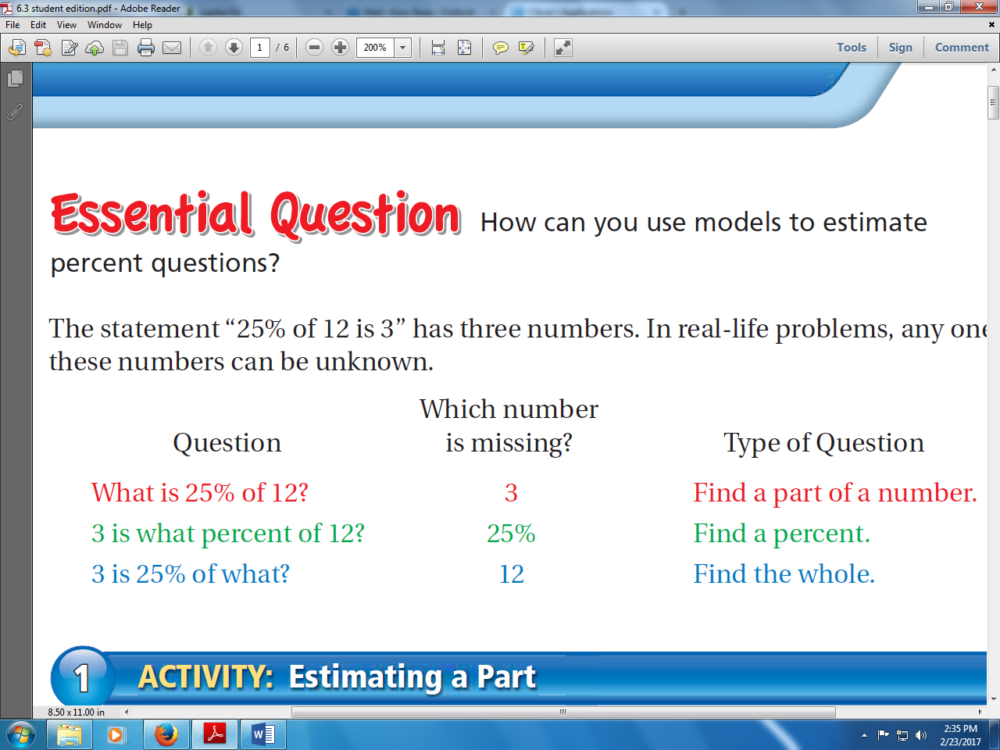 6.3 student edition.pdf - Adobe Reader
File Edit View Window Help
1 / 6 200% Tools Sign Comment
Essential Question How can you use models to estimate
percent questions?
The statement “25% of 12 is 3” has three numbers. In real-life problems, any one
these numbers can be unknown.
Which number
Question is missing? Type of Question
What is 25% of 12? 3 Find a part of a number.
3 is what percent of 12? 25% Find a percent.
3 is 25% of what? 12 Find the whole.
1 ACTIVITY: Estimating a Part
8.50 x 11.00 in
2:35 PM
2/23/2017